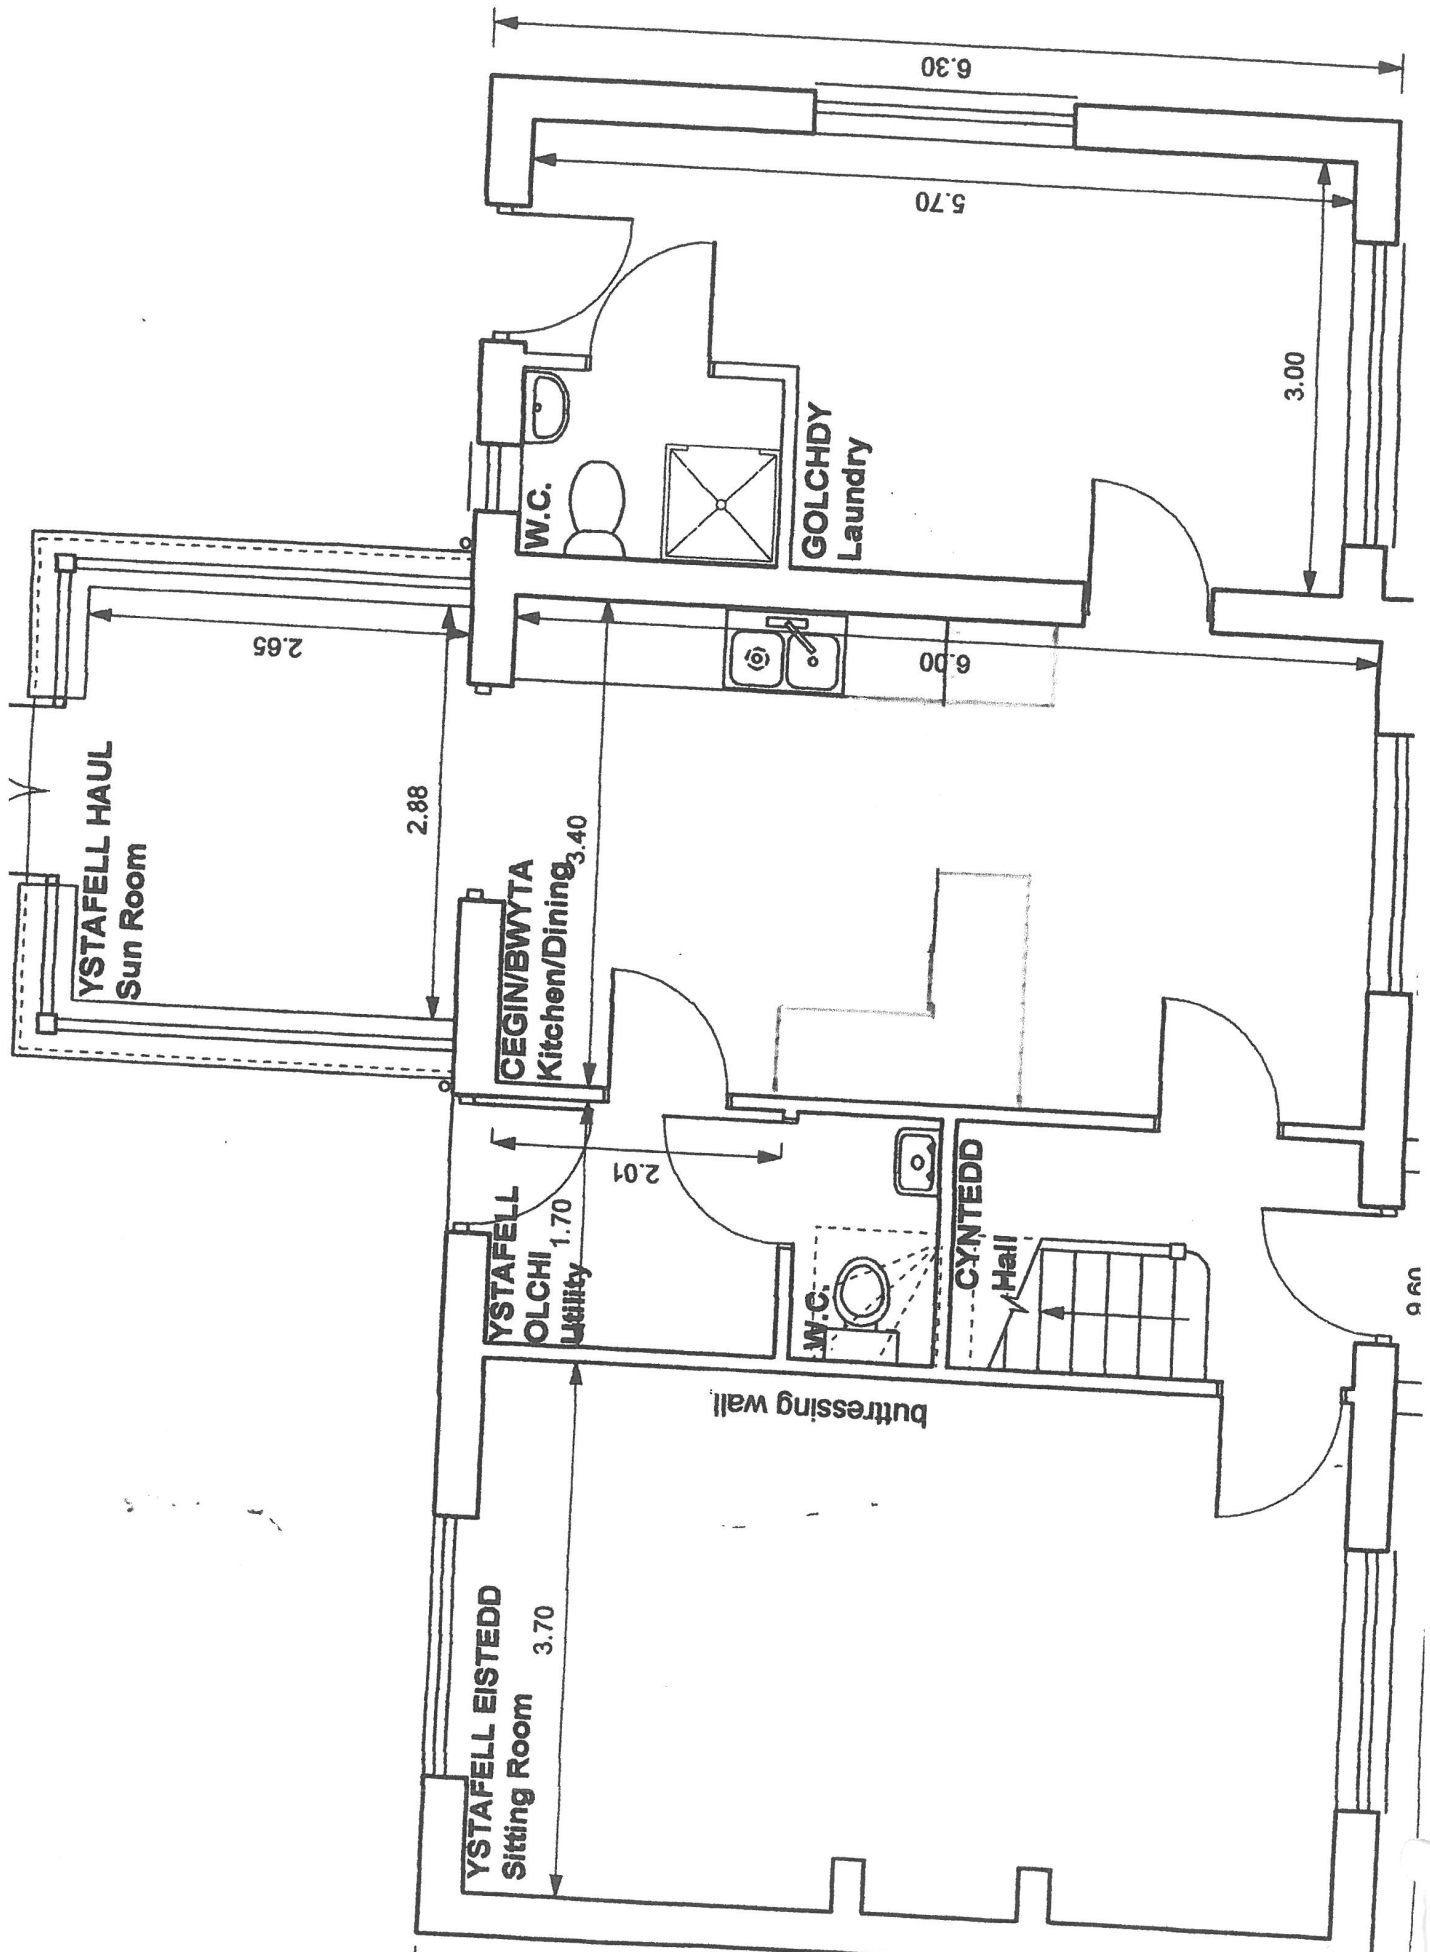 YSTAFELL EISTEDD
Sitting Room
3.70
buttressing wall
YSTAFELL
OLCHI
Utility
1.70
2.01
W.C.
CYNTEDD
Hall
9.60
YSTAFELL HAUL
Sun Room
2.88
2.65
CEGIN/BWYTA
Kitchen/Dining
3.40
6.00
W.C.
GOLCHDY
Laundry
3.00
5.70
6.30